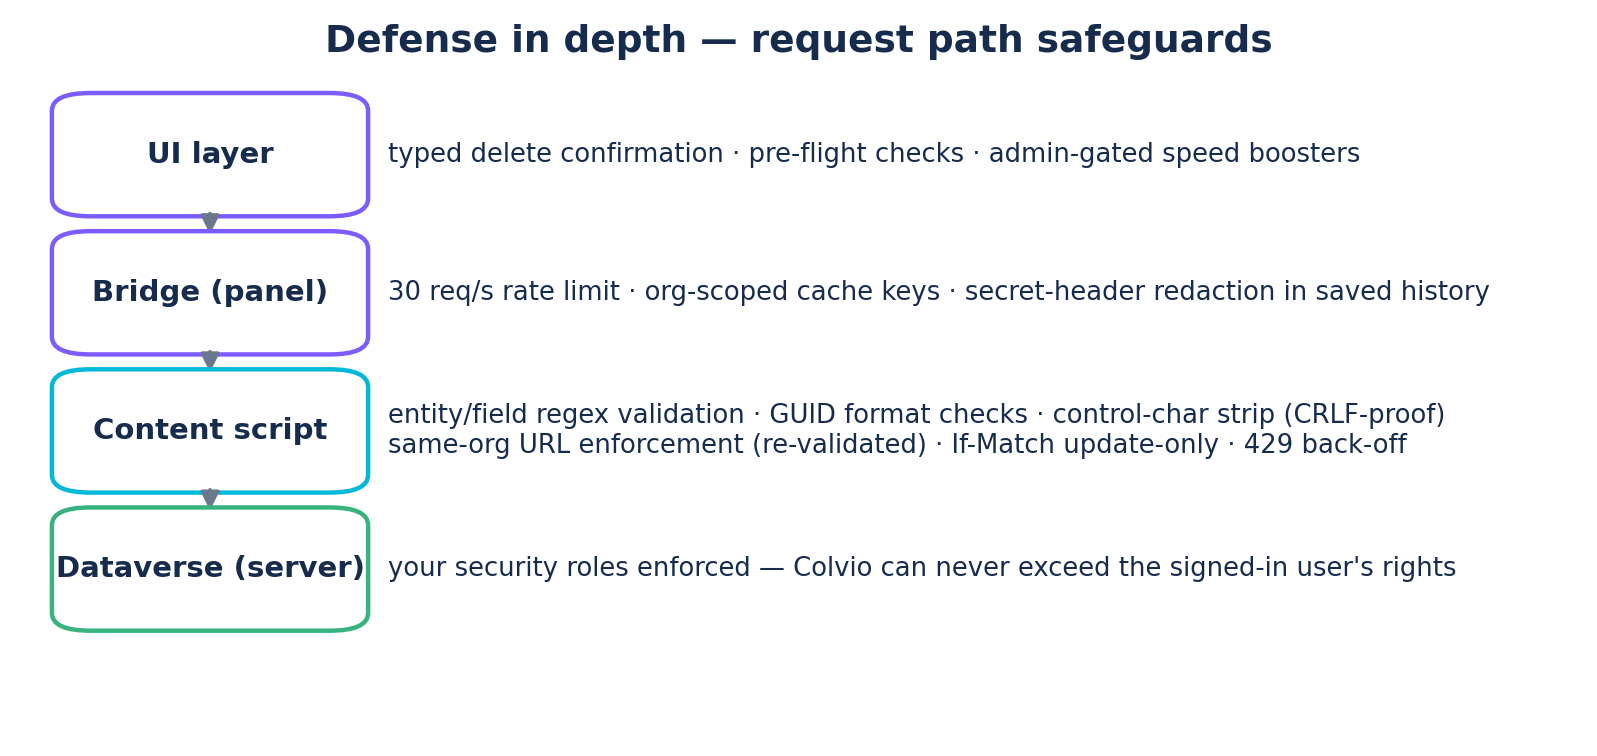 Defense in depth — request path safeguards
UI layer
typed delete confirmation · pre-flight checks · admin-gated speed boosters
Bridge (panel)
30 req/s rate limit · org-scoped cache keys · secret-header redaction in saved history
Content script
entity/field regex validation · GUID format checks · control-char strip (CRLF-proof)
same-org URL enforcement (re-validated) · If-Match update-only · 429 back-off
Dataverse (server)
your security roles enforced — Colvio can never exceed the signed-in user's rights